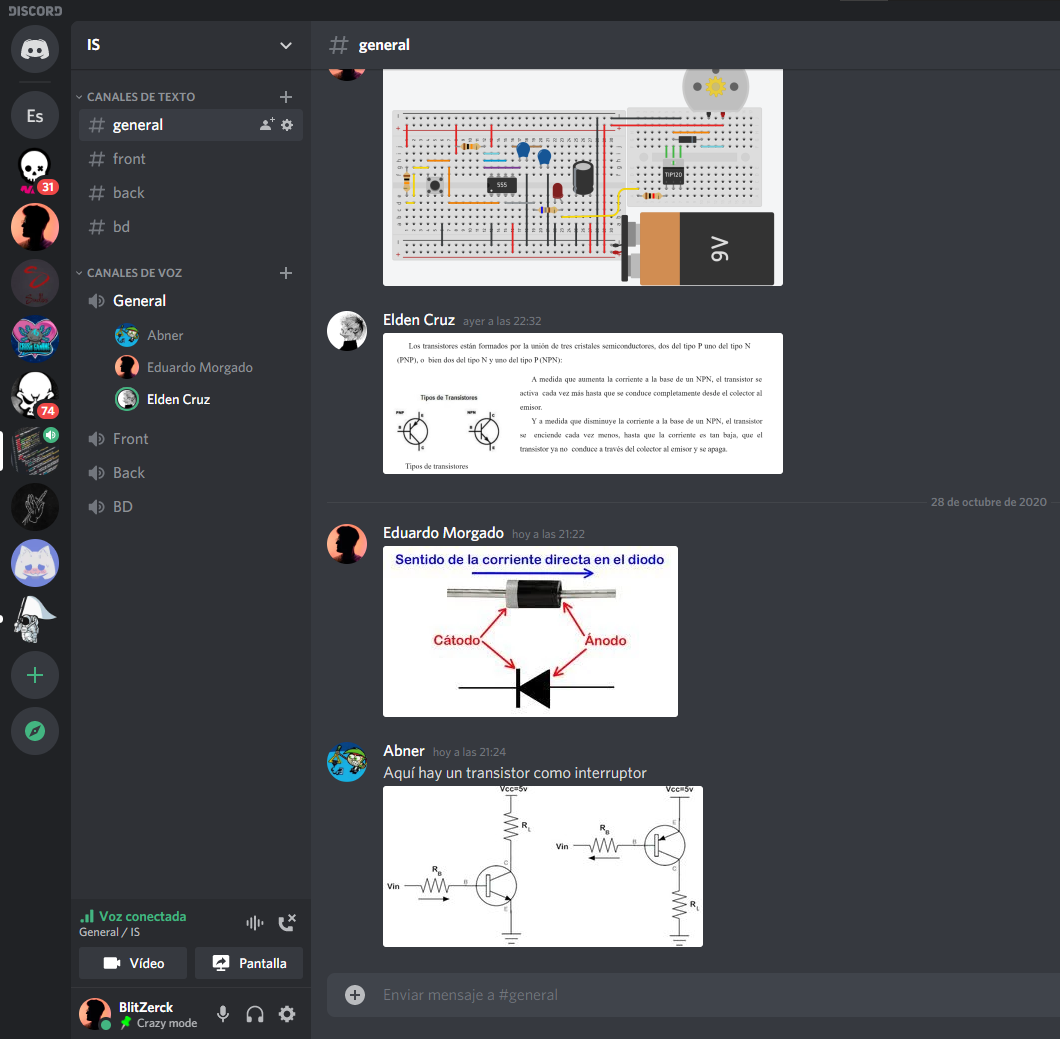 DISCORD
IS
general
CANALES DE TEXTO
general
front
back
bd
CANALES DE VOZ
General
Abner
Eduardo Morgado
Elden Cruz
Front
Back
BD
Es
31
74
555
TIP120
9V
Elden Cruz ayer a las 22:32
Los transistores están formados por la unión de tres cristales semiconductores, dos del tipo P uno del tipo N
(PNP), o bien dos del tipo N y uno del tipo P (NPN):
A medida que aumenta la corriente a la base de un NPN, el transistor se
activa cada vez más hasta que se conduce completamente desde el colector al
emisor.
Y a medida que disminuye la corriente a la base de un NPN, el transistor
se enciende cada vez menos, hasta que la corriente es tan baja, que el
transistor ya no conduce a través del colector al emisor y se apaga.
Tipos de Transistores
PNP
NPN
Tipos de transistores
28 de octubre de 2020
Eduardo Morgado hoy a las 21:22
Sentido de la corriente directa en el diodo
Cátodo
Ánodo
Abner hoy a las 21:24
Aquí hay un transistor como interruptor
Vcc=5v
RL
C
RB
Vin
B
E
Vcc=5v
E
RB
Vin
B
C
RL
Voz conectada
General / IS
Vídeo
Pantalla
BlitZerck
Crazy mode
Enviar mensaje a #general